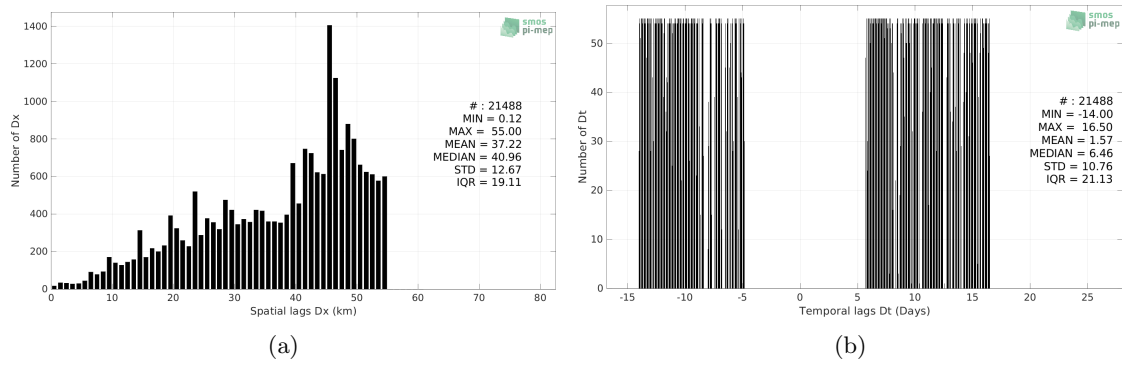 1400
1200
1000
800
600
400
200
0
Number of Dx
0 10 20 30 40 50 60 70 80
Spatial lags Dx (km)
smos
pi-mep
# : 21488
MIN = 0.12
MAX = 55.00
MEAN = 37.22
MEDIAN = 40.96
STD = 12.67
IQR = 19.11
(a)
50
40
30
20
10
0
Number of Dt
-15 -10 -5 0 5 10 15 20 25
Temporal lags Dt (Days)
smos
pi-mep
# : 21488
MIN = -14.00
MAX = 16.50
MEAN = 1.57
MEDIAN = 6.46
STD = 10.76
IQR = 21.13
(b)